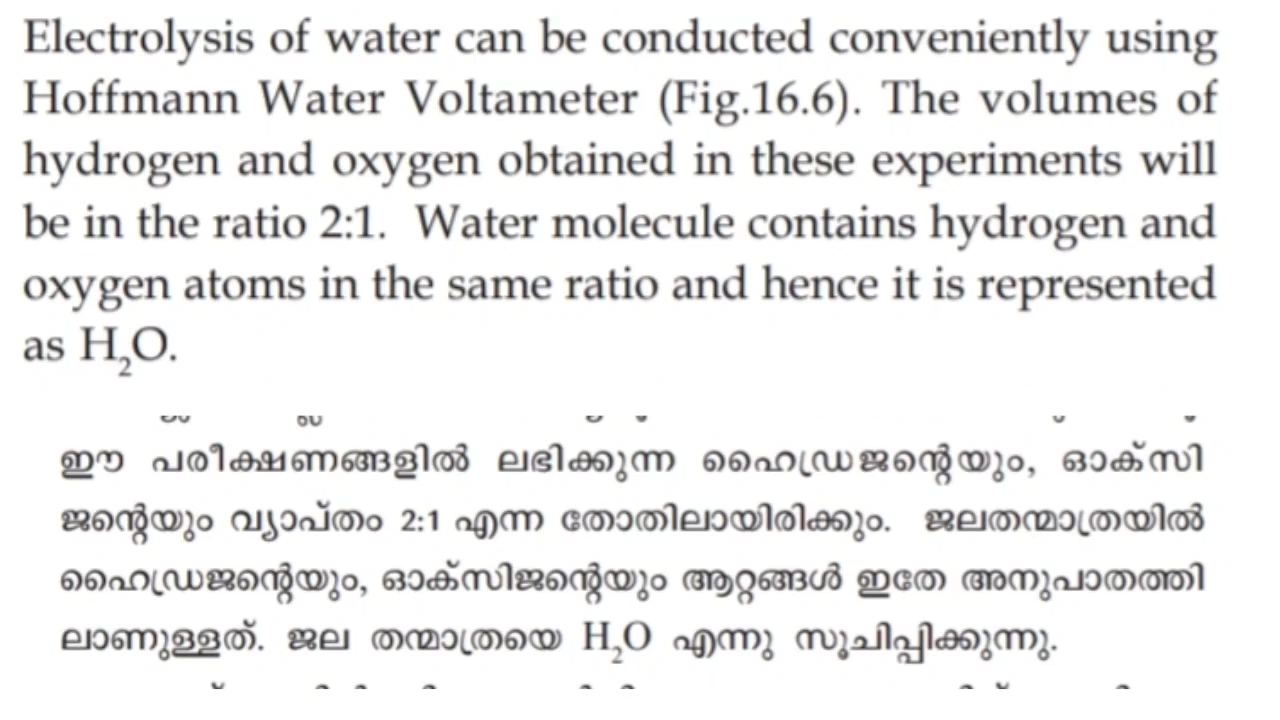 Electrolysis of water can be conducted conveniently using
Hoffmann Water Voltameter (Fig.16.6). The volumes of
hydrogen and oxygen obtained in these experiments will
be in the ratio 2:1. Water molecule contains hydrogen and
oxygen atoms in the same ratio and hence it is represented
as H₂O.
ഈ പരീക്ഷണങ്ങളിൽ ലഭിക്കുന്ന ഹൈഡ്രജന്റെയും, ഓക്സി
ജന്റെയും വ്യാപ്തം 2:1 എന്ന തോതിലായിരിക്കും. ജലതന്മാത്രയിൽ
ഹൈഡ്രജന്റെയും, ഓക്സിജന്റെയും ആറ്റങ്ങൾ ഇതേ അനുപാതത്തി
ലാണുള്ളത്. ജല തന്മാത്രയെ H₂O എന്നു സൂചിപ്പിക്കുന്നു.